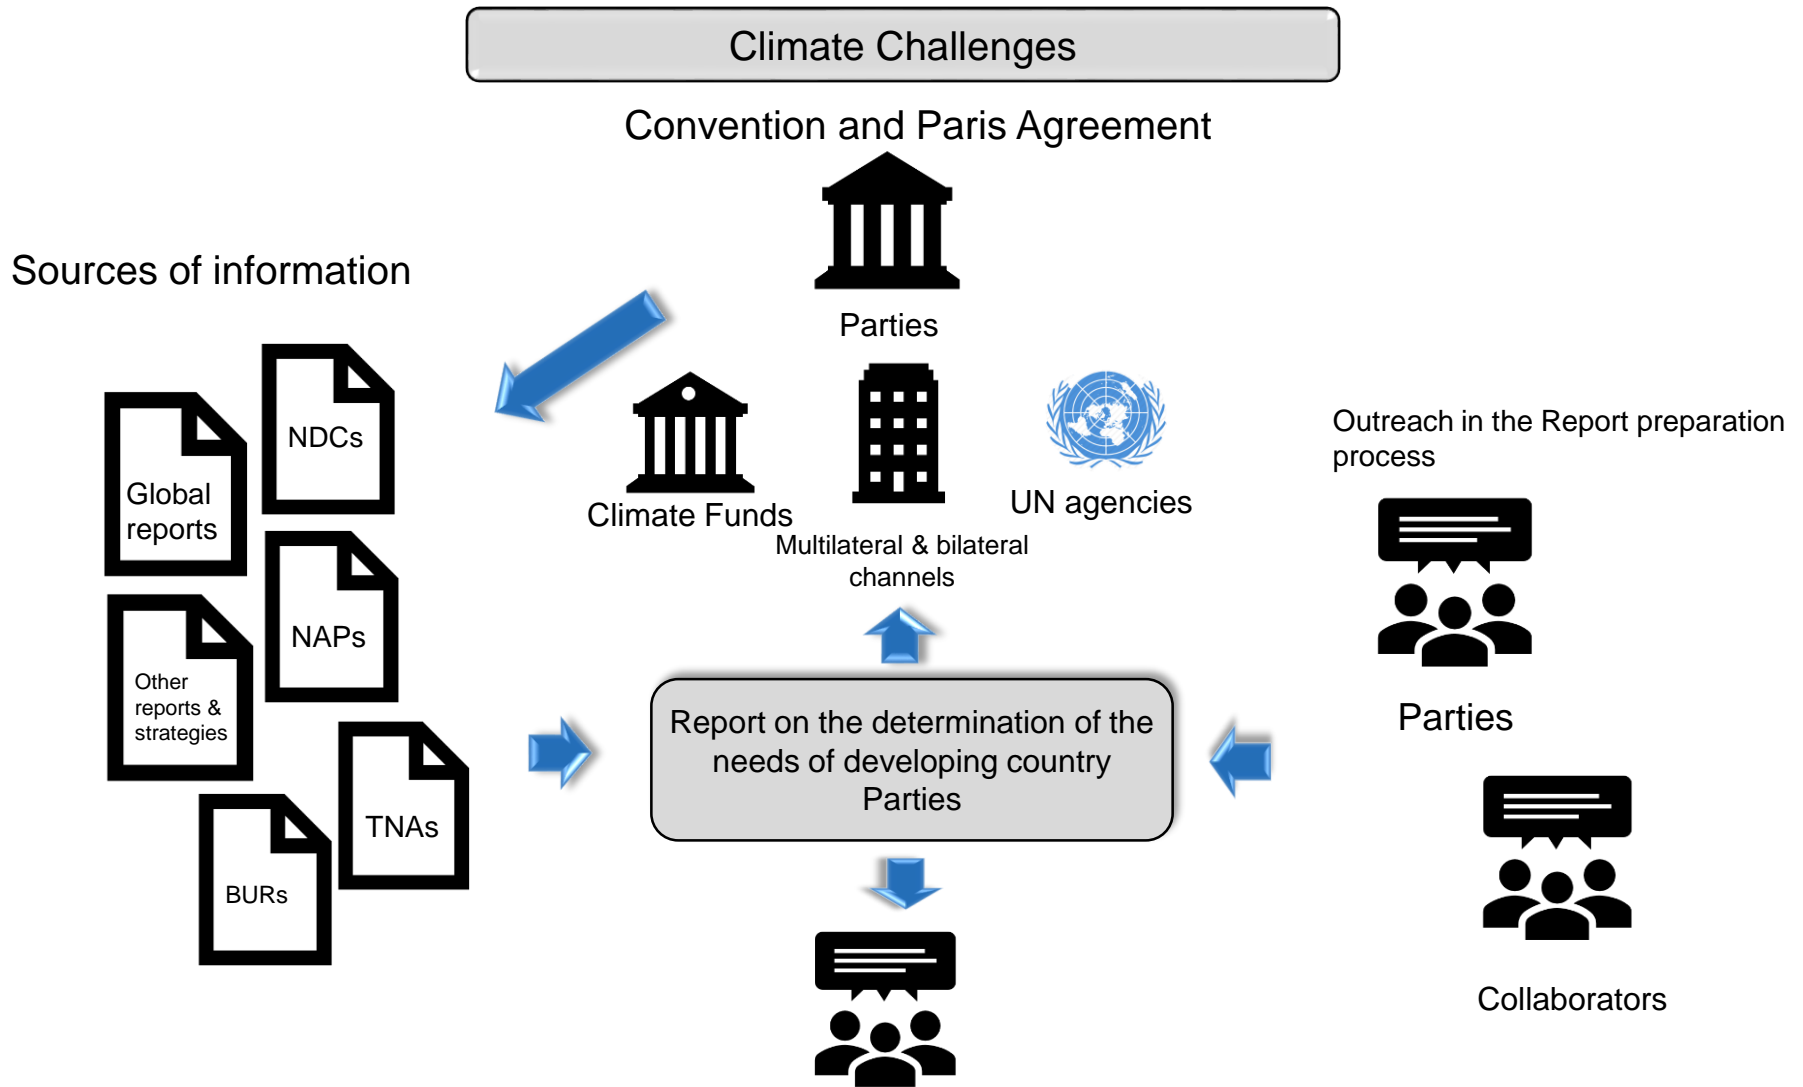 Climate Challenges
Convention and Paris Agreement
Parties
Sources of information
NDCs
Global
reports
NAPs
Other
reports &
strategies
TNAs
BURs
Climate Funds
Multilateral & bilateral
channels
UN agencies
Outreach in the Report preparation
process
Parties
Collaborators
Report on the determination of the
needs of developing country
Parties